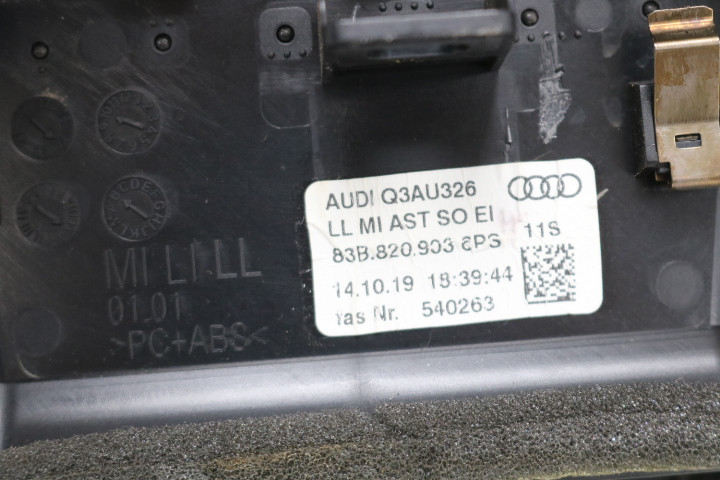 AUDI Q3AU326
LL MI AST SO EI
83B.820.903 6PS 11S
14.10.19 18:39:44
Yas Nr. 540263
MI LI LL
01.01
>PC+ABS<